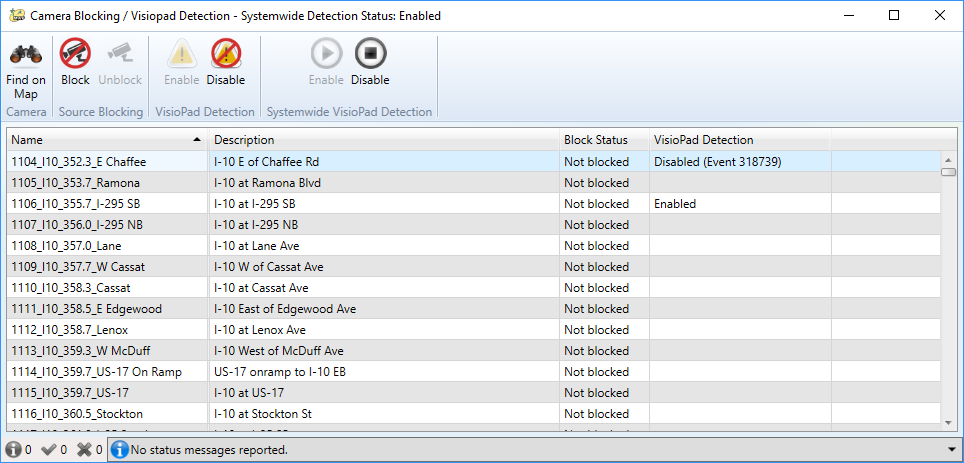 Camera Blocking / Visiopad Detection - Systemwide Detection Status: Enabled
Find on Map
Block Unblock
Enable Disable
Enable Disable
Camera Source Blocking VisioPad Detection Systemwide VisioPad Detection
Name Description Block Status VisioPad Detection
1104_I10_352.3_E Chaffee I-10 E of Chaffee Rd Not blocked Disabled (Event 318739)
1105_I10_353.7_Ramona I-10 at Ramona Blvd Not blocked
1106_I10_355.7_I-295 SB I-10 at I-295 SB Not blocked Enabled
1107_I10_356.0_I-295 NB I-10 at I-295 NB Not blocked
1108_I10_357.0_Lane I-10 at Lane Ave Not blocked
1109_I10_357.7_W Cassat I-10 W of Cassat Ave Not blocked
1110_I10_358.3_Cassat I-10 at Cassat Ave Not blocked
1111_I10_358.5_E Edgewood I-10 East of Edgewood Ave Not blocked
1112_I10_358.7_Lenox I-10 at Lenox Ave Not blocked
1113_I10_359.3_W McDuff I-10 West of McDuff Ave Not blocked
1114_I10_359.7_US-17 On Ramp US-17 onramp to I-10 EB Not blocked
1115_I10_359.7_US-17 I-10 at US-17 Not blocked
1116_I10_360.5_Stockton I-10 at Stockton St Not blocked
0 0 0 No status messages reported.